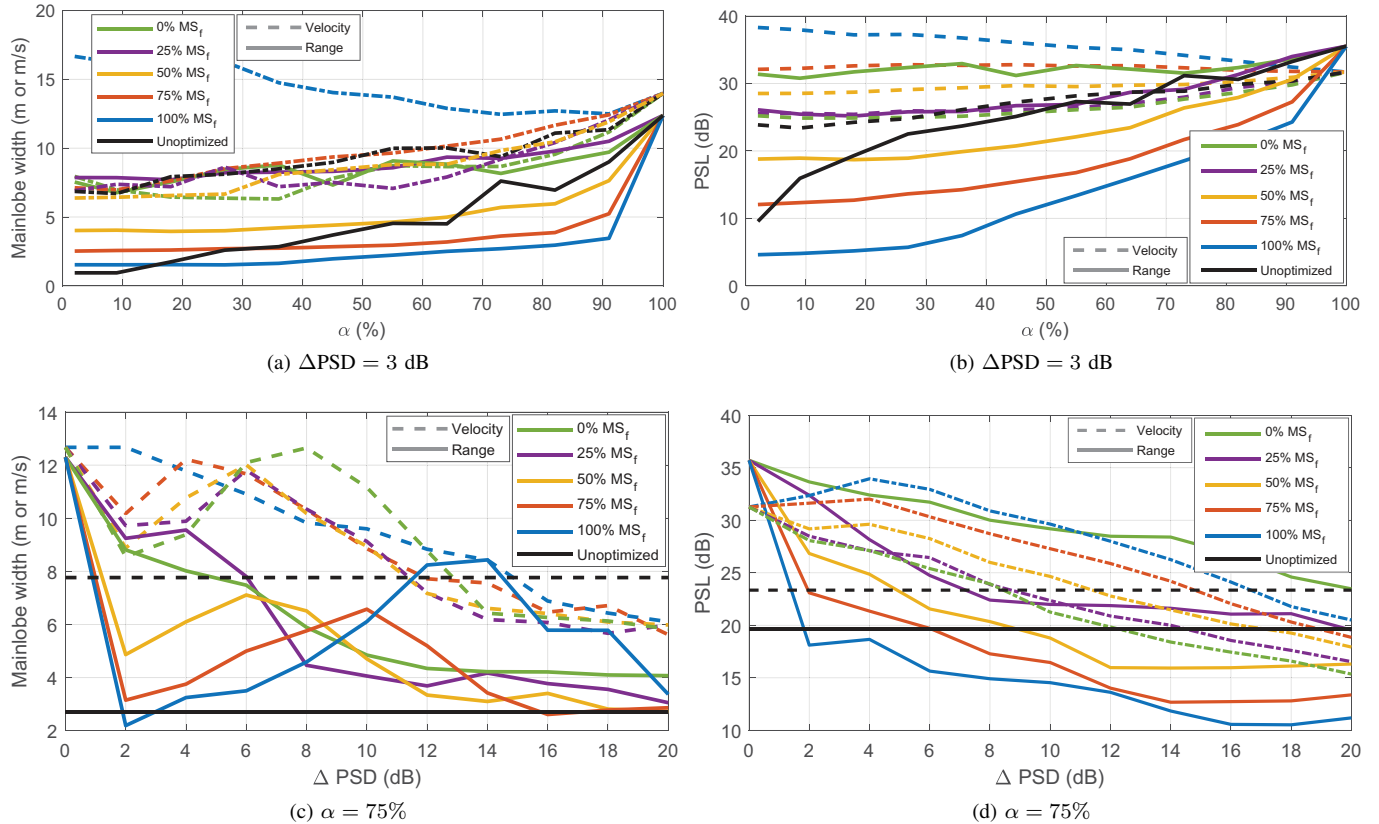 0% MSf
25% MSf
50% MSf
75% MSf
100% MSf
Unoptimized
Velocity
Range
Mainlobe width (m or m/s)
20
15
10
5
0
0 10 20 30 40 50 60 70 80 90 100
α (%)
(a) ΔPSD = 3 dB
PSL (dB)
40
30
20
10
0
0% MSf
25% MSf
50% MSf
75% MSf
100% MSf
Unoptimized
Velocity
Range
0 10 20 30 40 50 60 70 80 90 100
α (%)
(b) ΔPSD = 3 dB
Mainlobe width (m or m/s)
14
12
10
8
6
4
2
Velocity
Range
0% MSf
25% MSf
50% MSf
75% MSf
100% MSf
Unoptimized
0 2 4 6 8 10 12 14 16 18 20
Δ PSD (dB)
(c) α = 75%
PSL (dB)
40
35
30
25
20
15
10
Velocity
Range
0% MSf
25% MSf
50% MSf
75% MSf
100% MSf
Unoptimized
0 2 4 6 8 10 12 14 16 18 20
Δ PSD (dB)
(d) α = 75%